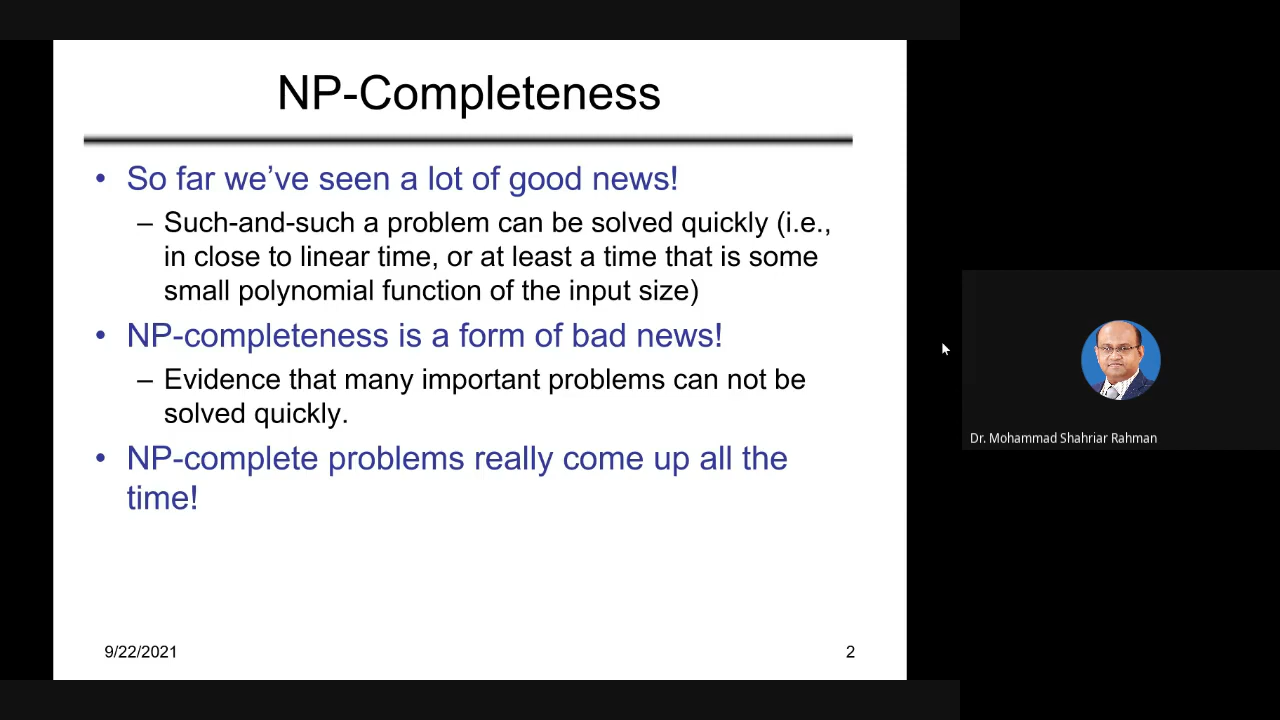 NP-Completeness
• So far we’ve seen a lot of good news!
– Such-and-such a problem can be solved quickly (i.e.,
in close to linear time, or at least a time that is some
small polynomial function of the input size)
• NP-completeness is a form of bad news!
– Evidence that many important problems can not be
solved quickly.
• NP-complete problems really come up all the
time!
9/22/2021
2
Dr. Mohammad Shahriar Rahman